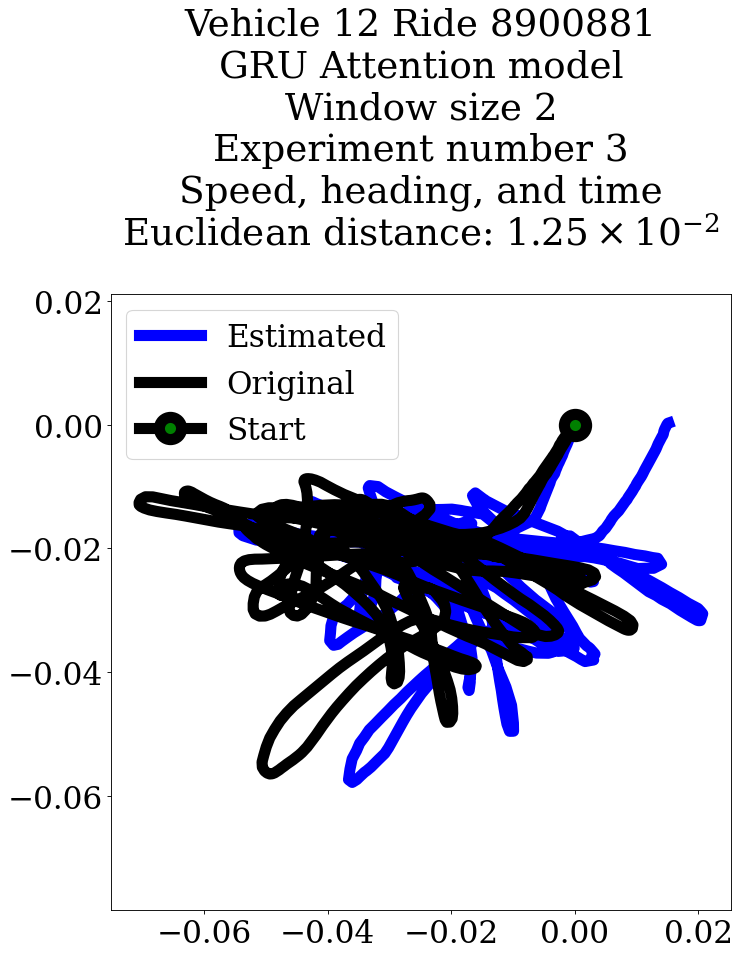 Vehicle 12 Ride 8900881
GRU Attention model
Window size 2
Experiment number 3
Speed, heading, and time
Euclidean distance: 1.25 × 10⁻²
0.02
0.00
−0.02
−0.04
−0.06
Estimated
Original
Start
−0.06 −0.04 −0.02 0.00 0.02